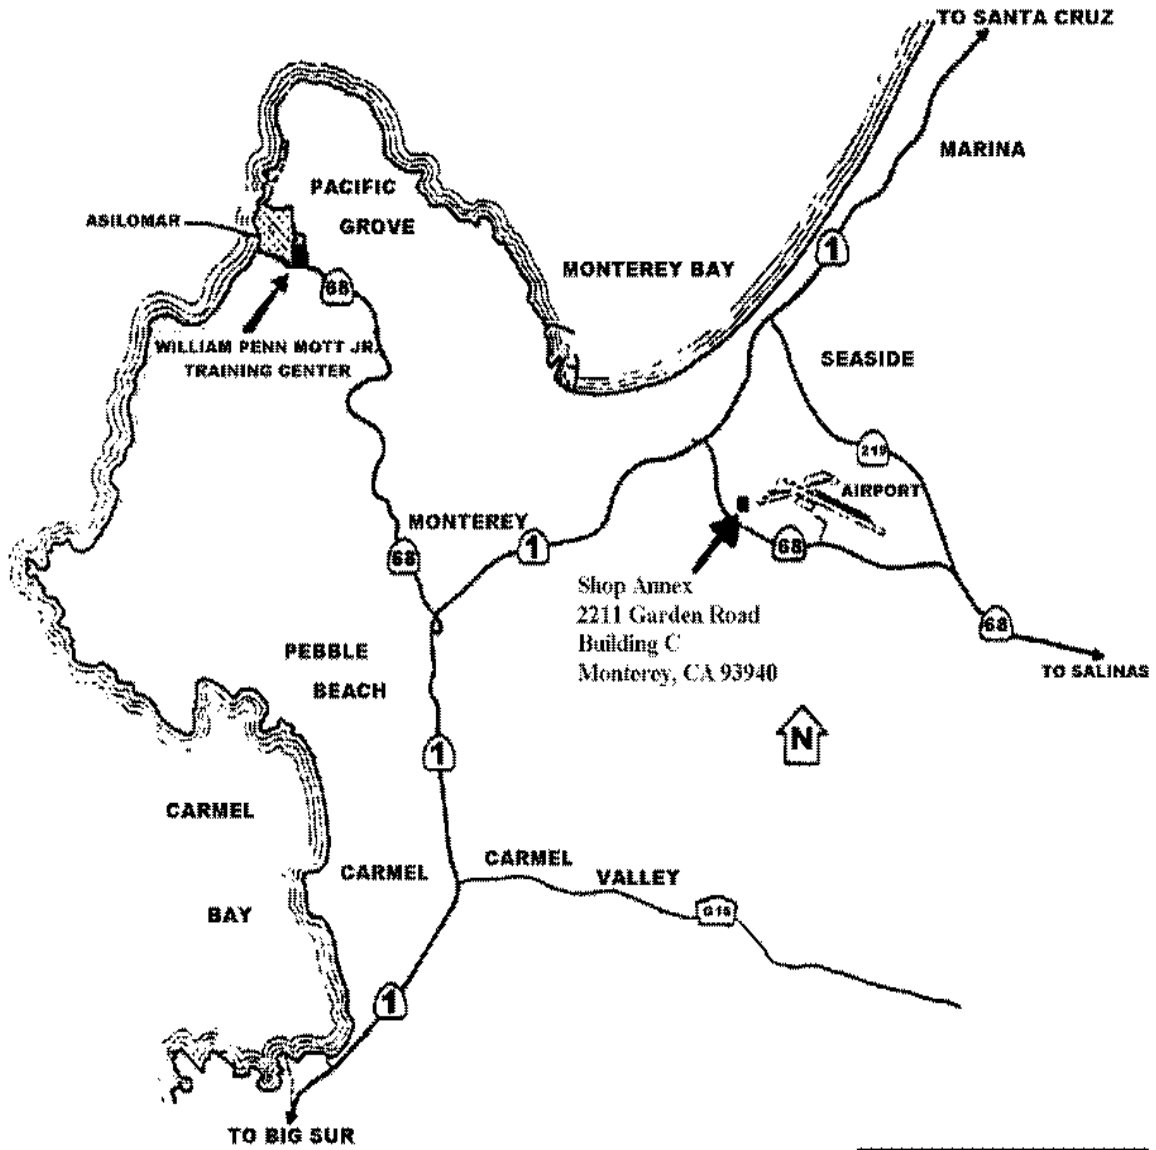 TO SANTA CRUZ
MARINA
PACIFIC
GROVE
ASILOMAR
1
MONTEREY BAY
68
WILLIAM PENN MOTT JR.
TRAINING CENTER
SEASIDE
219
AIRPORT
MONTEREY
1
68
68
Shop Annex
2211 Garden Road
Building C
Monterey, CA 93940
68
TO SALINAS
PEBBLE
BEACH
N
1
CARMEL
BAY
CARMEL
CARMEL
VALLEY
G16
1
TO BIG SUR